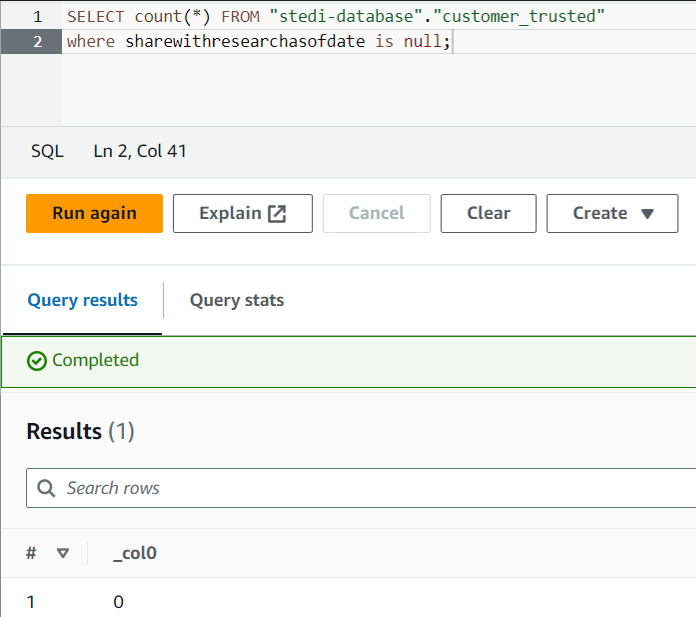 1 SELECT count(*) FROM "stedi-database"."customer_trusted"
2 where sharewithresearchasofdate is null;
SQL Ln 2, Col 41
Run again Explain Cancel Clear Create
Query results Query stats
Completed
Results (1)
Search rows
# _col0
1 0